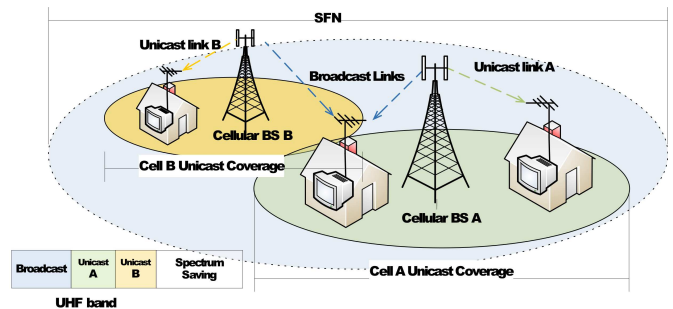 SFN
Unicast link B
Broadcast Links
Unicast link A
Cellular BS B
Cell B Unicast Coverage
Cellular BS A
Cell A Unicast Coverage
Broadcast
Unicast
A
Unicast
B
Spectrum
Saving
UHF band